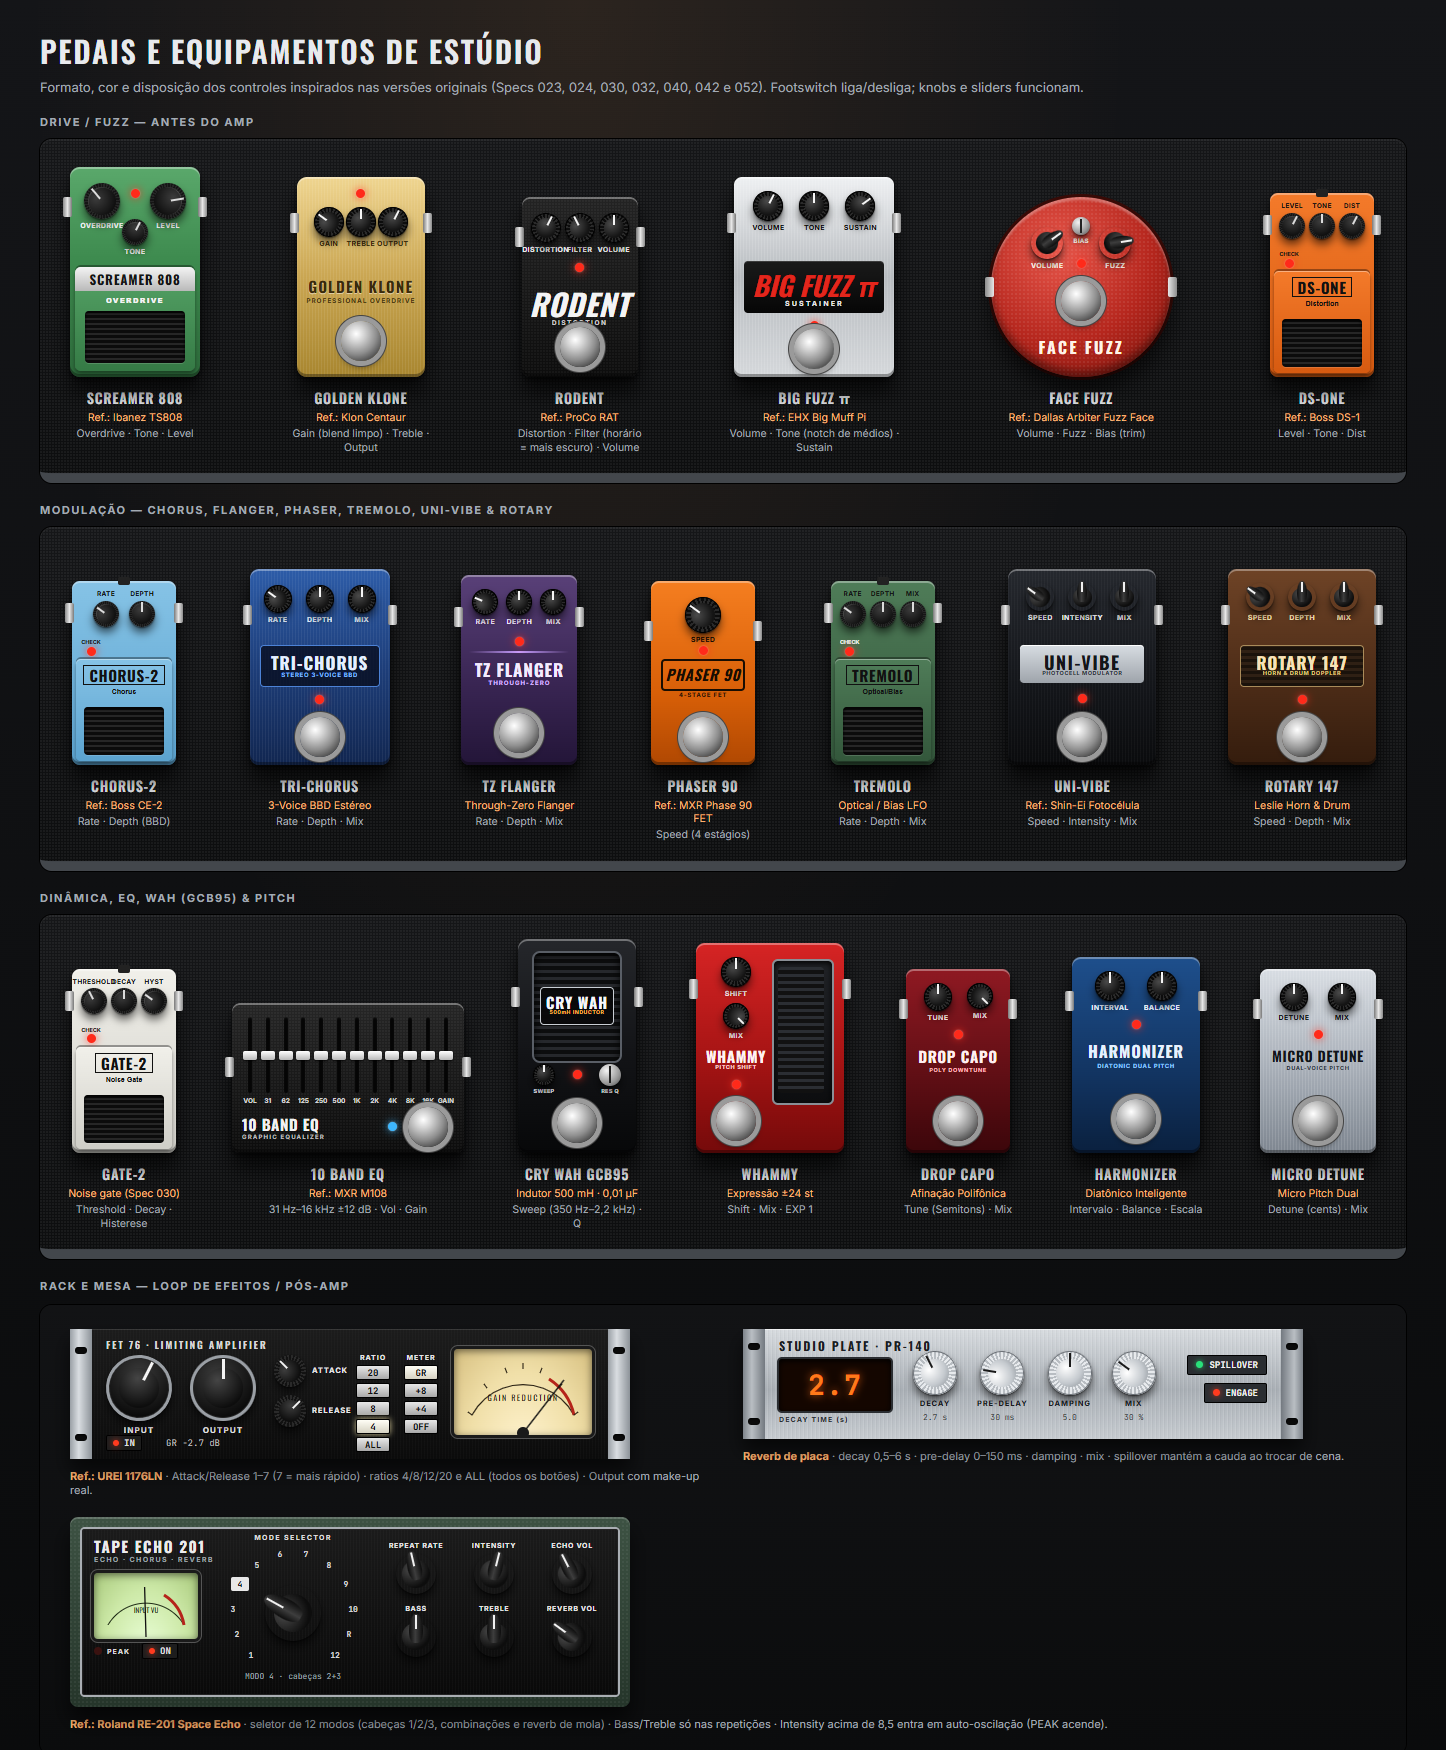 PEDAIS E EQUIPAMENTOS DE ESTÚDIO
Formato, cor e disposição dos controles inspirados nas versões originais (Specs 023, 024, 030, 032, 040, 042 e 052). Footswitch liga/desliga; knobs e sliders funcionam.
DRIVE / FUZZ — ANTES DO AMP
OVERDRIVE LEVEL
TONE
SCREAMER 808
OVERDRIVE
GAIN TREBLE OUTPUT
GOLDEN KLONE
PROFESSIONAL OVERDRIVE
DISTORTION FILTER VOLUME
RODENT
DISTORTION
VOLUME TONE SUSTAIN
BIG FUZZ π
SUSTAINER
BIAS
VOLUME FUZZ
FACE FUZZ
LEVEL TONE DIST
CHECK
DS-ONE
Distortion
SCREAMER 808
Ref.: Ibanez TS808
Overdrive · Tone · Level
GOLDEN KLONE
Ref.: Klon Centaur
Gain (blend limpo) · Treble ·
Output
RODENT
Ref.: ProCo RAT
Distortion · Filter (horário
= mais escuro) · Volume
BIG FUZZ π
Ref.: EHX Big Muff Pi
Volume · Tone (notch de médios) ·
Sustain
FACE FUZZ
Ref.: Dallas Arbiter Fuzz Face
Volume · Fuzz · Bias (trim)
DS-ONE
Ref.: Boss DS-1
Level · Tone · Dist
MODULAÇÃO — CHORUS, FLANGER, PHASER, TREMOLO, UNI-VIBE & ROTARY
RATE DEPTH
CHECK
CHORUS-2
Chorus
RATE DEPTH MIX
TRI-CHORUS
STEREO 3-VOICE BBD
RATE DEPTH MIX
TZ FLANGER
THROUGH-ZERO
SPEED
PHASER 90
4-STAGE FET
RATE DEPTH MIX
CHECK
TREMOLO
Optical/Bias
SPEED INTENSITY MIX
UNI-VIBE
PHOTOCELL MODULATOR
SPEED DEPTH MIX
ROTARY 147
HORN & DRUM DOPPLER
CHORUS-2
Ref.: Boss CE-2
Rate · Depth (BBD)
TRI-CHORUS
3-Voice BBD Estéreo
Rate · Depth · Mix
TZ FLANGER
Through-Zero Flanger
Rate · Depth · Mix
PHASER 90
Ref.: MXR Phase 90
FET
Speed (4 estágios)
TREMOLO
Optical / Bias LFO
Rate · Depth · Mix
UNI-VIBE
Ref.: Shin-Ei Fotocélula
Speed · Intensity · Mix
ROTARY 147
Leslie Horn & Drum
Speed · Depth · Mix
DINÂMICA, EQ, WAH (GCB95) & PITCH
THRESHOLD DECAY HYST
CHECK
GATE-2
Noise Gate
VOL 31 62 125 250 500 1K 2K 4K 8K 16K GAIN
10 BAND EQ
GRAPHIC EQUALIZER
CRY WAH
500mH INDUCTOR
SWEEP RES Q
SHIFT
MIX
WHAMMY
PITCH SHIFT
TUNE MIX
DROP CAPO
POLY DOWNTUNE
INTERVAL BALANCE
HARMONIZER
DIATONIC DUAL PITCH
DETUNE MIX
MICRO DETUNE
DUAL-VOICE PITCH
GATE-2
Noise gate (Spec 030)
Threshold · Decay ·
Histerese
10 BAND EQ
Ref.: MXR M108
31 Hz–16 kHz ±12 dB · Vol · Gain
CRY WAH GCB95
Indutor 500 mH · 0,01 µF
Sweep (350 Hz–2,2 kHz) ·
Q
WHAMMY
Expressão ±24 st
Shift · Mix · EXP 1
DROP CAPO
Afinação Polifônica
Tune (Semitons) · Mix
HARMONIZER
Diatônico Inteligente
Intervalo · Balance · Escala
MICRO DETUNE
Micro Pitch Dual
Detune (cents) · Mix
RACK E MESA — LOOP DE EFEITOS / PÓS-AMP
FET 76 · LIMITING AMPLIFIER
INPUT OUTPUT
IN GR -2.7 dB
ATTACK
RELEASE
RATIO
20
12
8
4
ALL
METER
GR
+8
+4
OFF
GAIN REDUCTION
Ref.: UREI 1176LN · Attack/Release 1–7 (7 = mais rápido) · ratios 4/8/12/20 e ALL (todos os botões) · Output com make-up
real.
STUDIO PLATE · PR-140
2.7
DECAY TIME (s)
DECAY PRE-DELAY DAMPING MIX
2.7 s 30 ms 5.0 30 %
SPILLOVER
ENGAGE
Reverb de placa · decay 0,5–6 s · pre-delay 0–150 ms · damping · mix · spillover mantém a cauda ao trocar de cena.
TAPE ECHO 201
ECHO · CHORUS · REVERB
INPUT VU
PEAK ON
MODE SELECTOR
1 2 3 4 5 6 7 8 9 10 R 12
MODO 4 · cabeças 2+3
REPEAT RATE INTENSITY ECHO VOL
BASS TREBLE REVERB VOL
Ref.: Roland RE-201 Space Echo · seletor de 12 modos (cabeças 1/2/3, combinações e reverb de mola) · Bass/Treble só nas repetições · Intensity acima de 8,5 entra em auto-oscilação (PEAK acende).